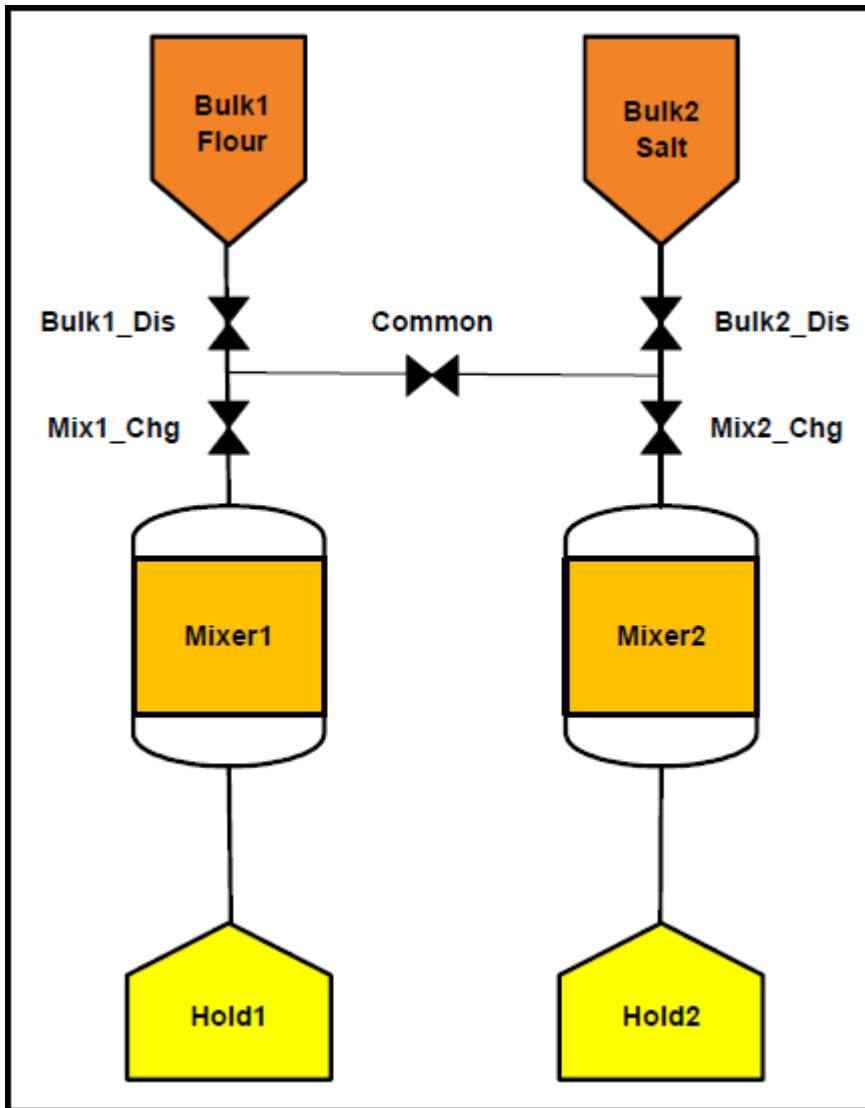 Bulk1
Flour
Bulk2
Salt
Bulk1_Dis
Common
Bulk2_Dis
Mix1_Chg
Mix2_Chg
Mixer1
Mixer2
Hold1
Hold2